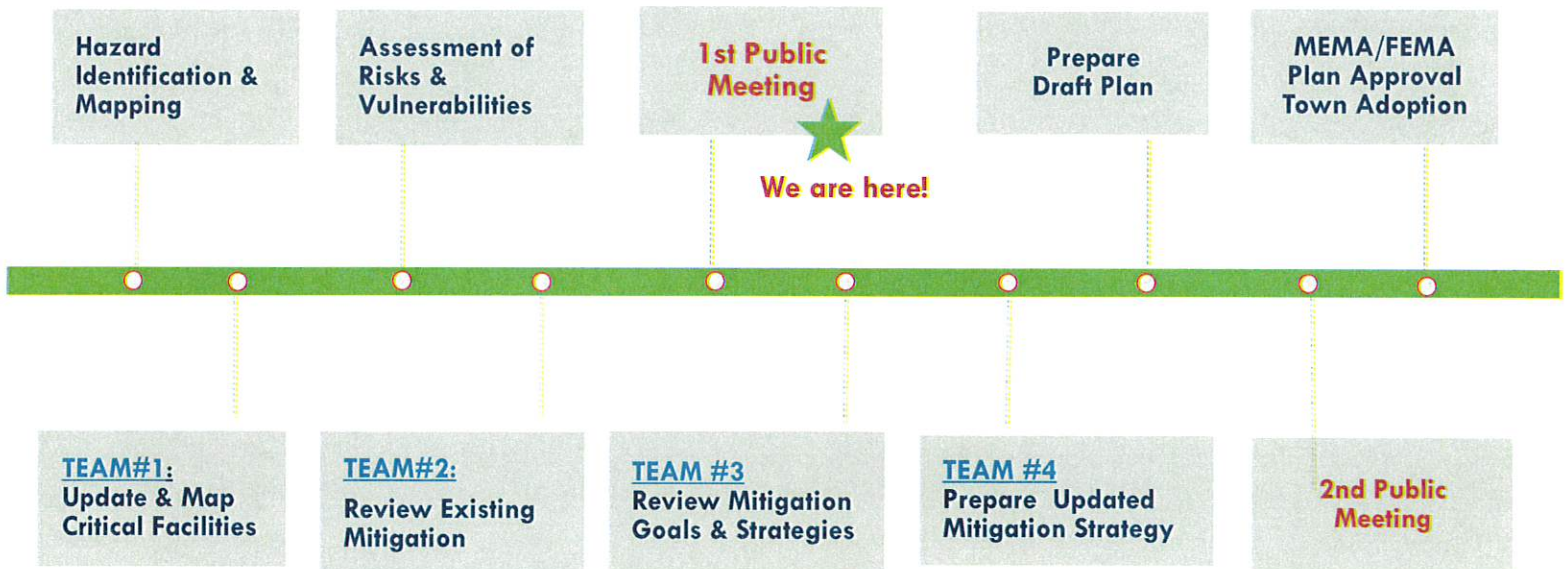 Hazard
Identification &
Mapping
Assessment of
Risks &
Vulnerabilities
1st Public
Meeting
We are here!
Prepare
Draft Plan
MEMA/FEMA
Plan Approval
Town Adoption
TEAM#1:
Update & Map
Critical Facilities
TEAM#2:
Review Existing
Mitigation
TEAM #3
Review Mitigation
Goals & Strategies
TEAM #4
Prepare Updated
Mitigation Strategy
2nd Public
Meeting